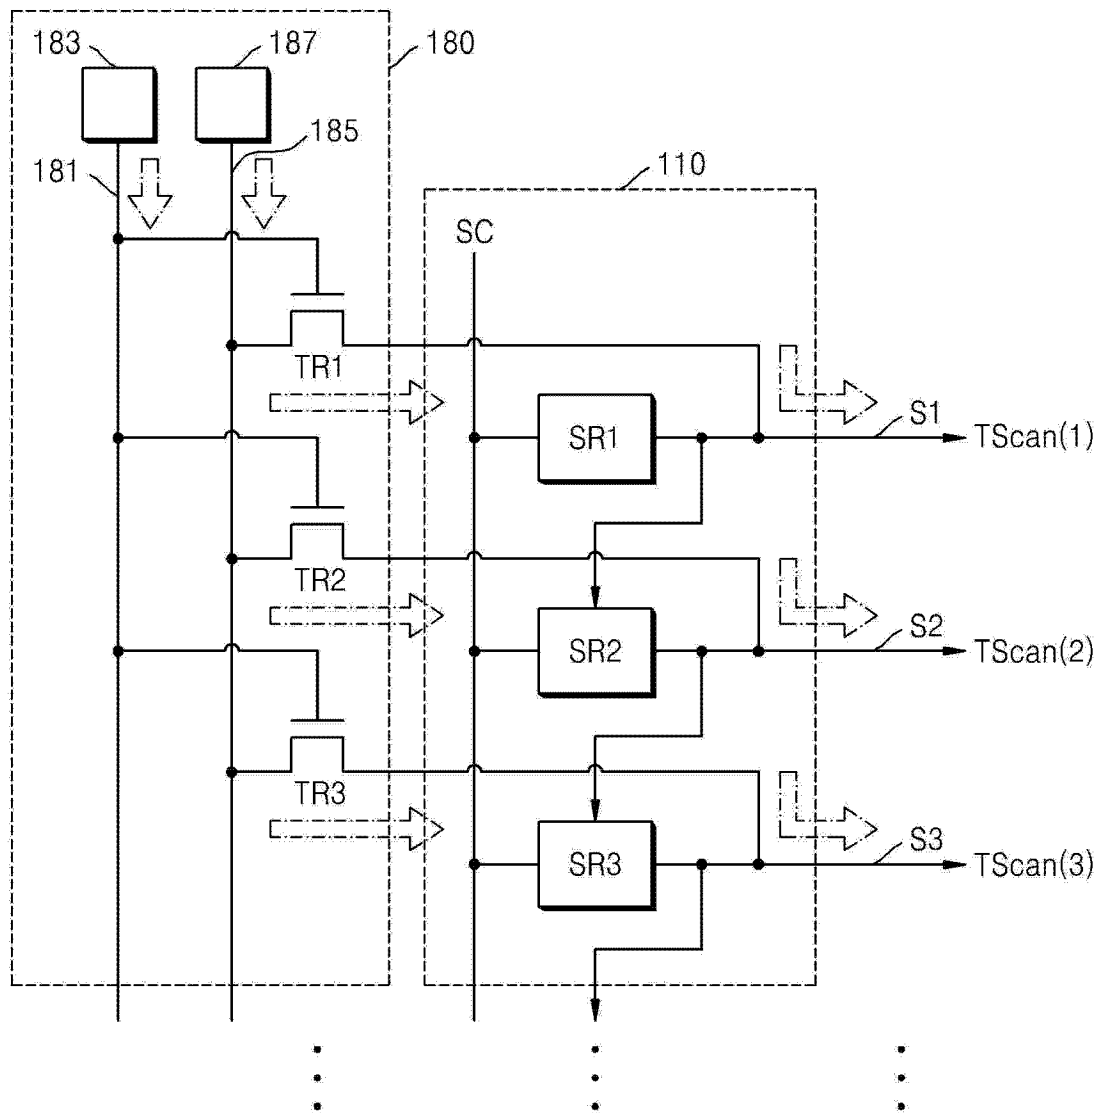 183
187
180
185
181
110
SC
TR1
S1
SR1
TScan(1)
TR2
S2
SR2
TScan(2)
TR3
S3
SR3
TScan(3)